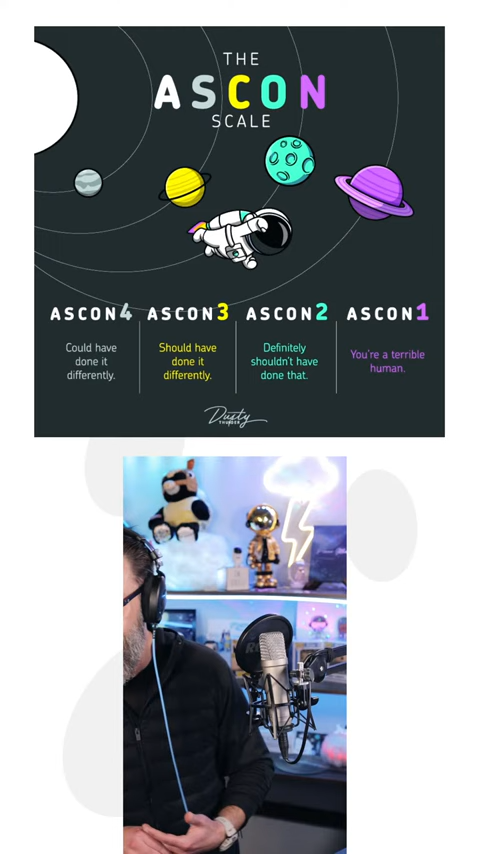 THE
ASCON
SCALE
ASCON4
Could have
done it
differently.
ASCON3
Should have
done it
differently.
ASCON2
Definitely
shouldn't have
done that.
ASCON1
You're a terrible
human.
Dusty
THUNDER